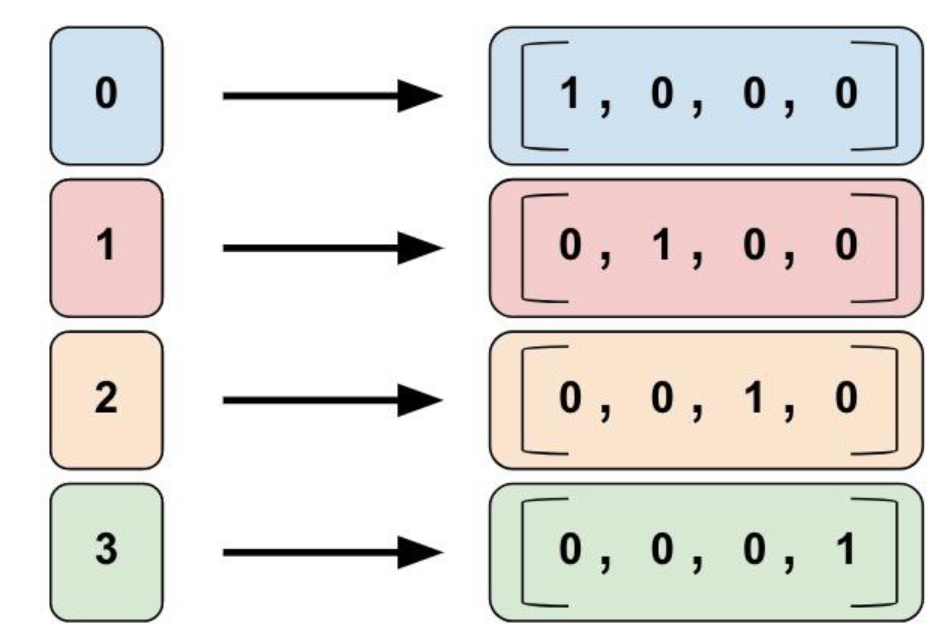 0 [1, 0, 0, 0]
1 [0, 1, 0, 0]
2 [0, 0, 1, 0]
3 [0, 0, 0, 1]